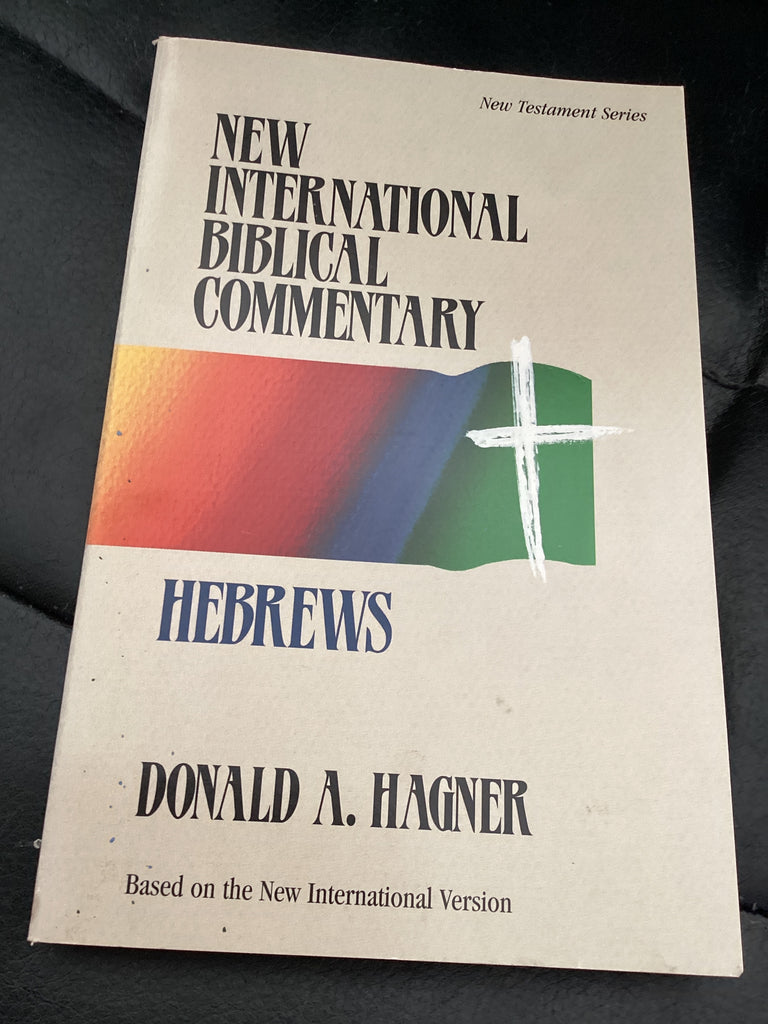 New Testament Series
NEW
INTERNATIONAL
BIBLICAL
COMMENTARY
HEBREWS
DONALD A. HAGNER
Based on the New International Version